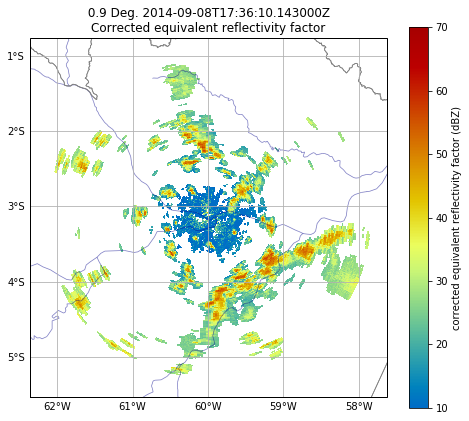 0.9 Deg. 2014-09-08T17:36:10.143000Z
Corrected equivalent reflectivity factor
1°S
2°S
3°S
4°S
5°S
62°W 61°W 60°W 59°W 58°W
70
60
50
40
30
20
10
corrected equivalent reflectivity factor (dBZ)